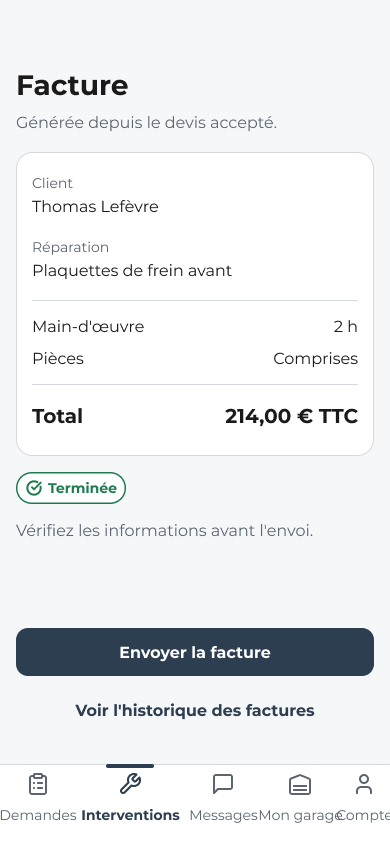 Facture
Générée depuis le devis accepté.
Client
Thomas Lefèvre
Réparation
Plaquettes de frein avant
Main-d'œuvre 2 h
Pièces Comprises
Total 214,00 € TTC
Terminée
Vérifiez les informations avant l'envoi.
Envoyer la facture
Voir l'historique des factures
Demandes Interventions Messages Mon garage Compte